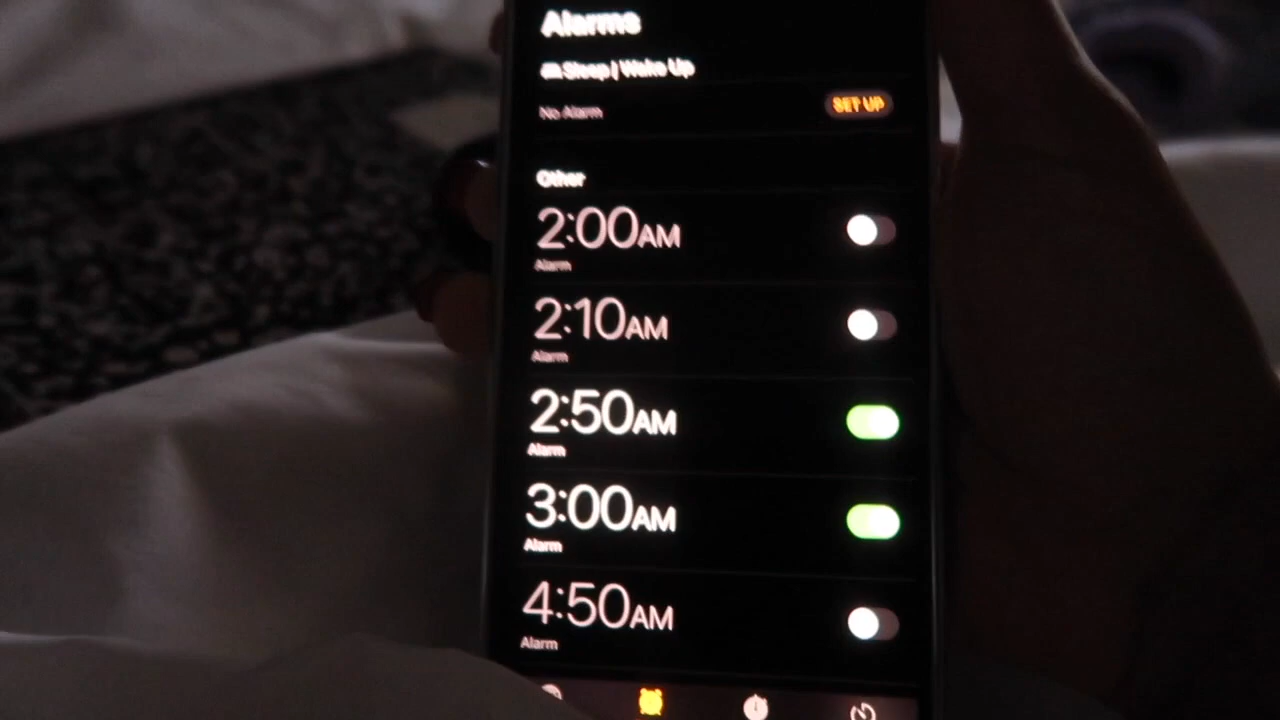 Alarms
Sleep | Wake Up
No Alarm
SET UP
Other
2:00AM
Alarm
2:10AM
Alarm
2:50AM
Alarm
3:00AM
Alarm
4:50AM
Alarm